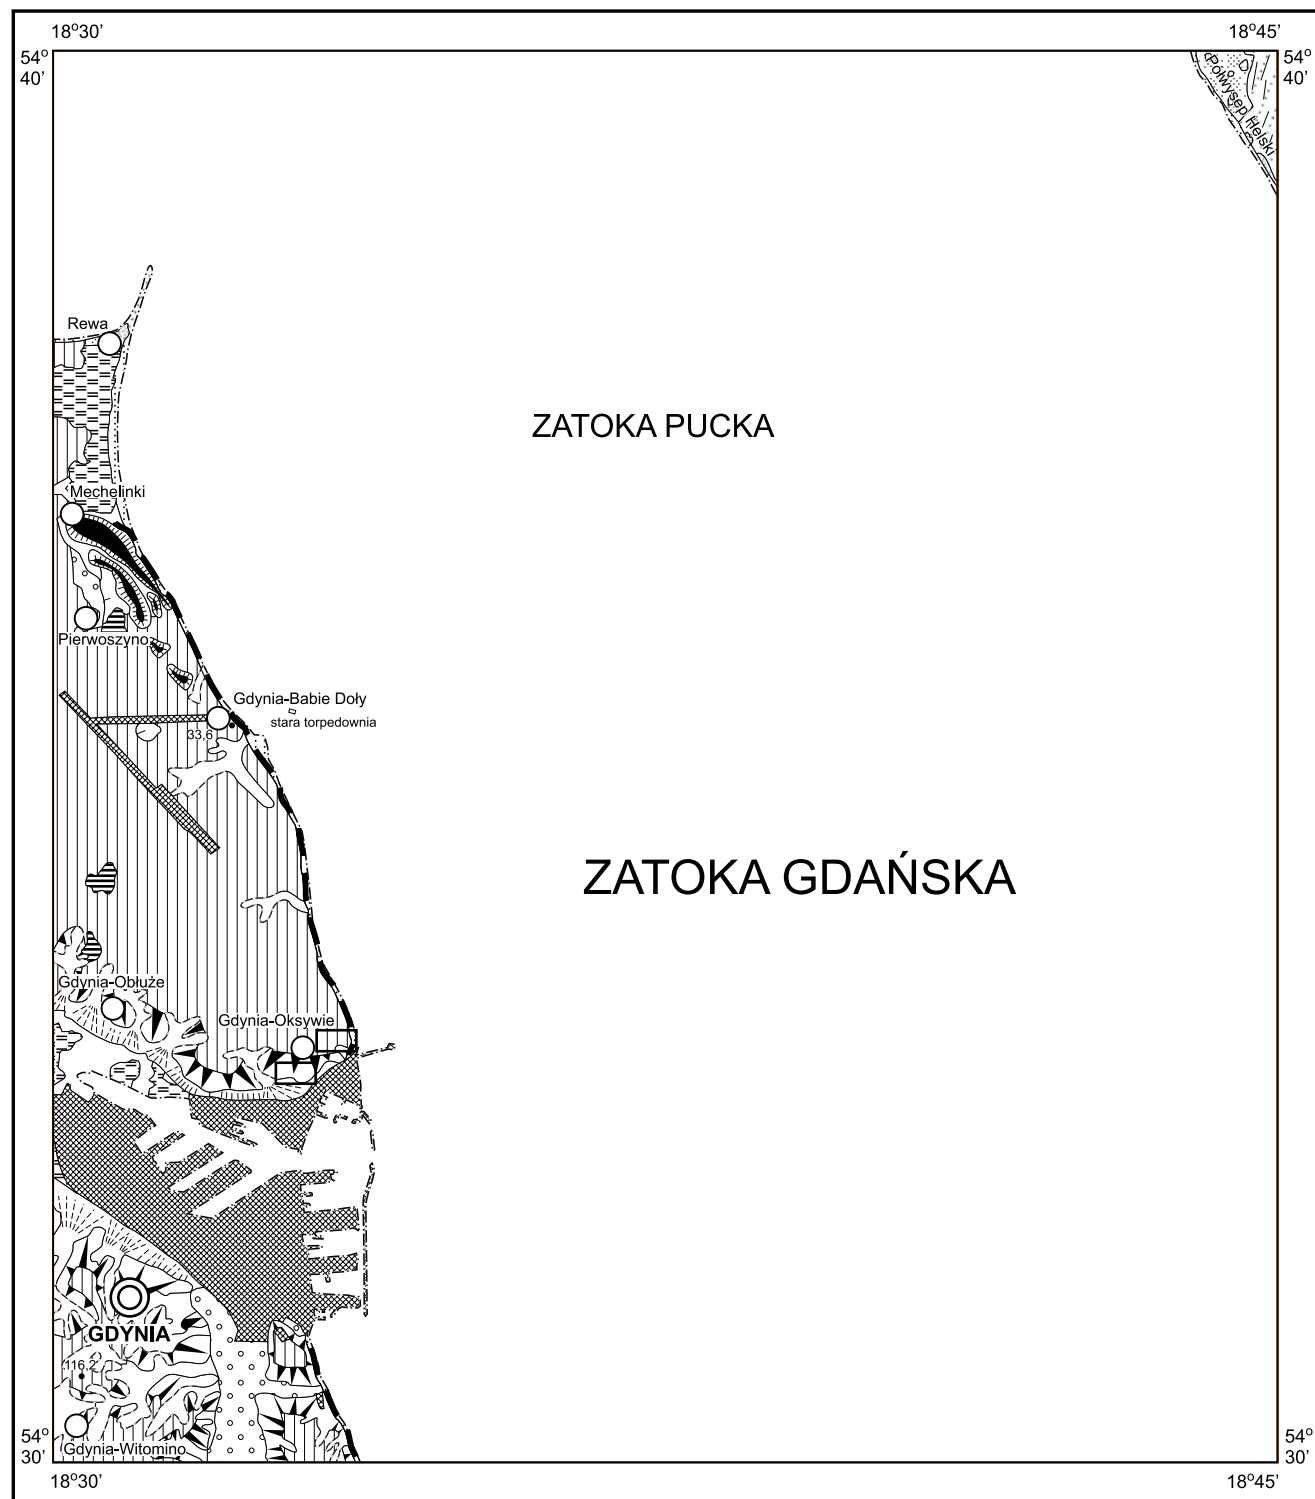 18°30’
18°45’
54°
40’
54°
40’
Półwysep Helski
Rewa
ZATOKA PUCKA
Mechelinki
Pierwoszyno
Gdynia-Babie Doły
stara torpedownia
33,6
ZATOKA GDAŃSKA
Gdynia-Obłuże
Gdynia-Oksywie
GDYNIA
116,2
Gdynia-Witomino
54°
30’
54°
30’
18°30’
18°45’